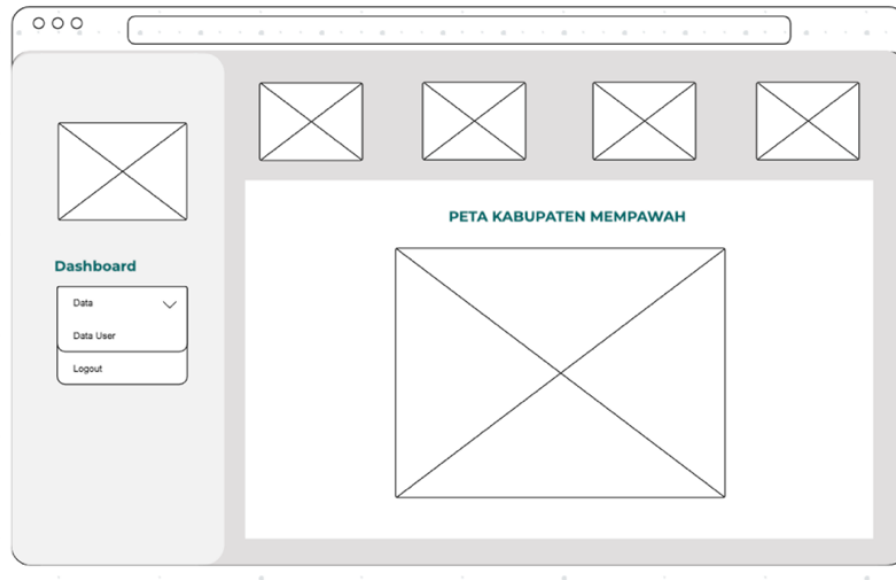 Dashboard
Data
Data User
Logout
PETA KABUPATEN MEMPAWAH